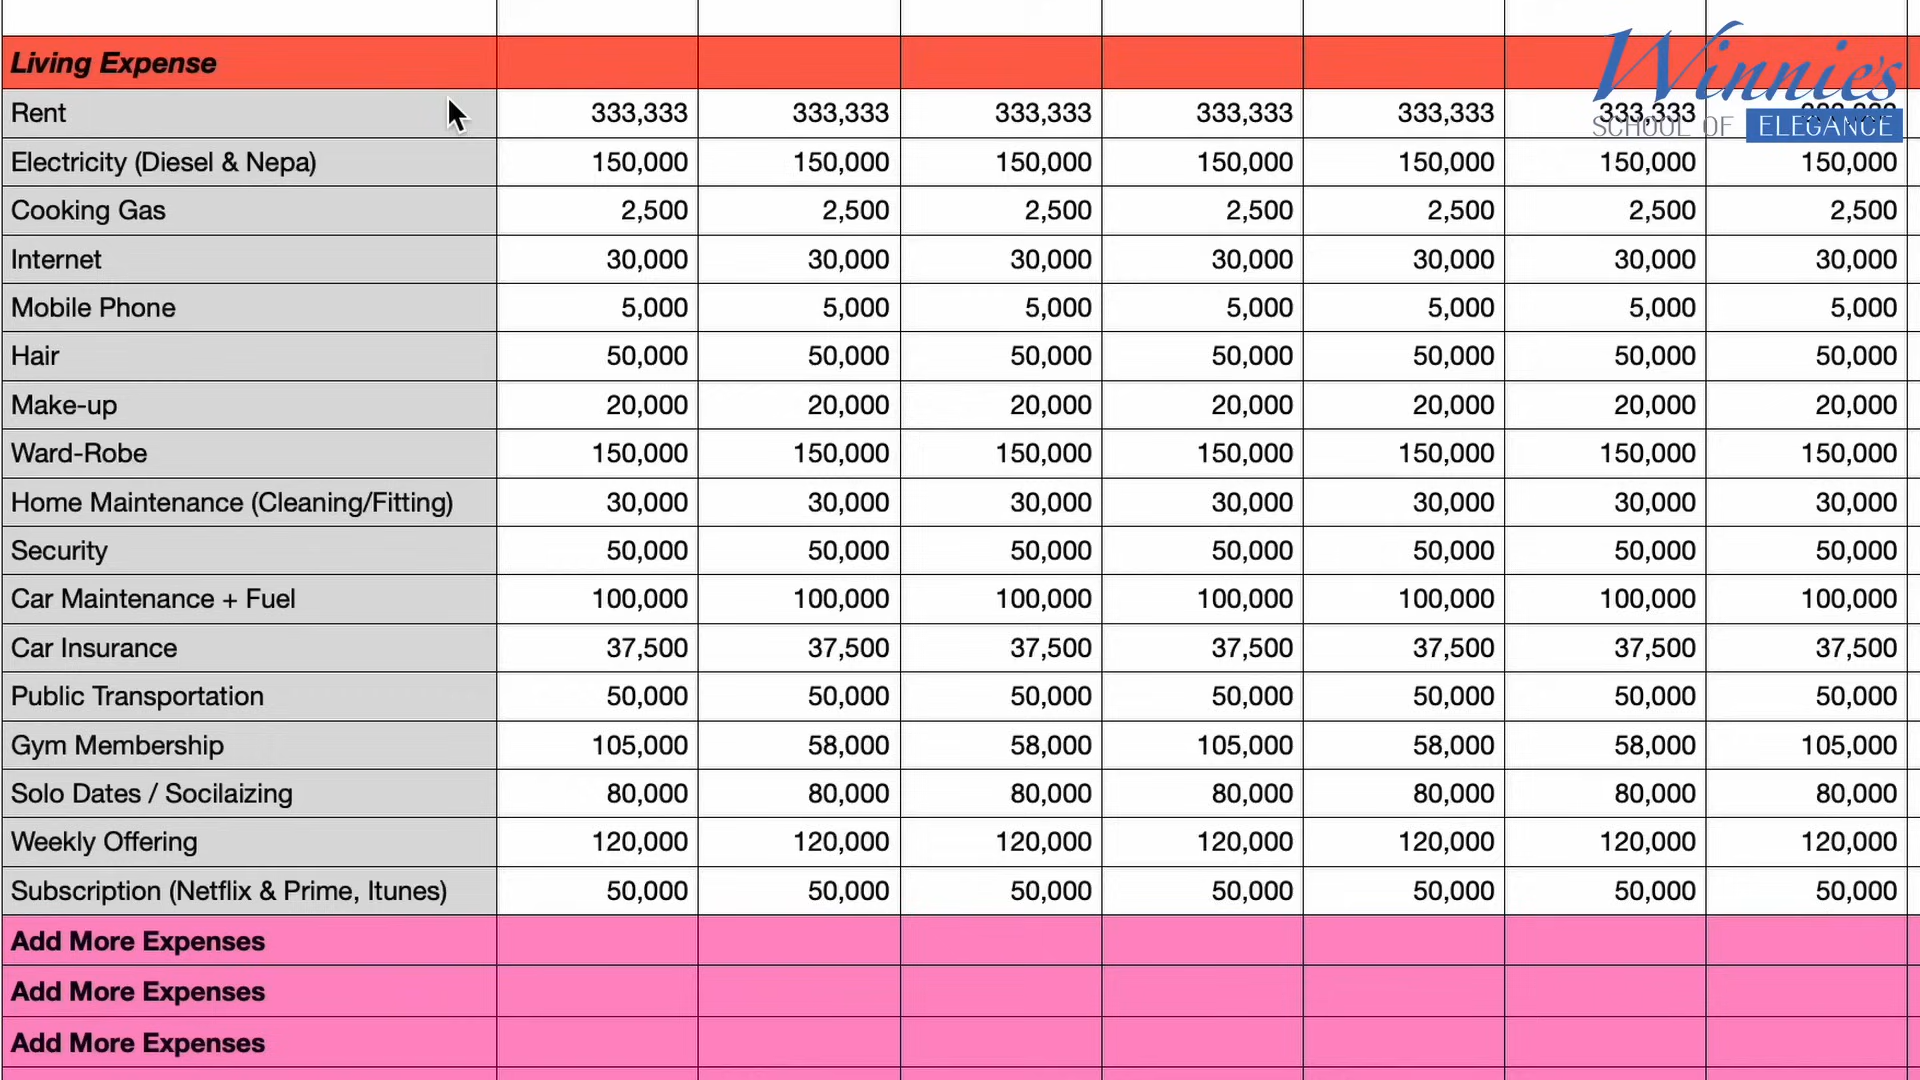 Living Expense
Winnie's
SCHOOL OF ELEGANCE
Rent 333,333 333,333 333,333 333,333 333,333 333,333
Electricity (Diesel & Nepa) 150,000 150,000 150,000 150,000 150,000 150,000 150,000
Cooking Gas 2,500 2,500 2,500 2,500 2,500 2,500 2,500
Internet 30,000 30,000 30,000 30,000 30,000 30,000 30,000
Mobile Phone 5,000 5,000 5,000 5,000 5,000 5,000 5,000
Hair 50,000 50,000 50,000 50,000 50,000 50,000 50,000
Make-up 20,000 20,000 20,000 20,000 20,000 20,000 20,000
Ward-Robe 150,000 150,000 150,000 150,000 150,000 150,000 150,000
Home Maintenance (Cleaning/Fitting) 30,000 30,000 30,000 30,000 30,000 30,000 30,000
Security 50,000 50,000 50,000 50,000 50,000 50,000 50,000
Car Maintenance + Fuel 100,000 100,000 100,000 100,000 100,000 100,000 100,000
Car Insurance 37,500 37,500 37,500 37,500 37,500 37,500 37,500
Public Transportation 50,000 50,000 50,000 50,000 50,000 50,000 50,000
Gym Membership 105,000 58,000 58,000 105,000 58,000 58,000 105,000
Solo Dates / Socilaizing 80,000 80,000 80,000 80,000 80,000 80,000 80,000
Weekly Offering 120,000 120,000 120,000 120,000 120,000 120,000 120,000
Subscription (Netflix & Prime, Itunes) 50,000 50,000 50,000 50,000 50,000 50,000 50,000
Add More Expenses
Add More Expenses
Add More Expenses